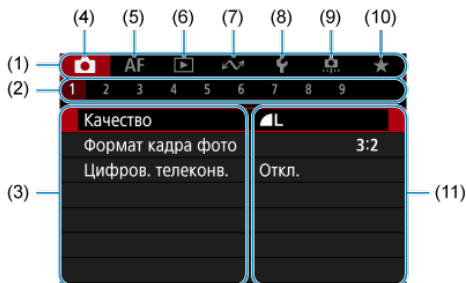 (4) (5) (6) (7) (8) (9) (10)
(1) AF
(2) 1 2 3 4 5 6 7 8 9
Качество L
Формат кадра фото 3:2
(3) Цифров. телеконв. Откл. (11)